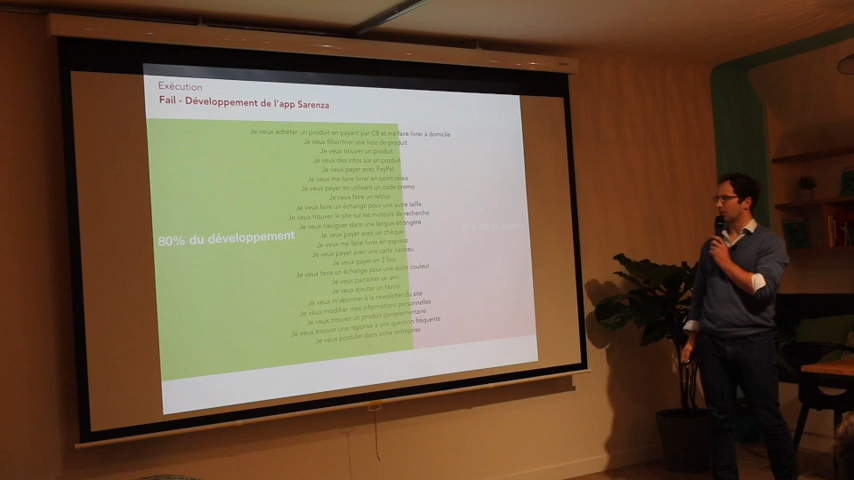 Exécution
Fail - Développement de l'app Sarenza
Je veux acheter un produit en payant par CB et me faire livrer à domicile
Je veux filtrer/trier une liste de produit
Je veux trouver un produit
Je veux des infos sur un produit
Je veux payer avec PayPal
Je veux me faire livrer en point relais
Je veux payer en utilisant un code promo
Je veux faire un retour
Je veux faire un échange pour une autre taille
Je veux trouver le site sur les moteurs de recherche
Je veux naviguer dans une langue étrangère
80% du développement
Je veux payer avec un chèque
Je veux me faire livrer en express
Je veux payer avec une carte cadeau
Je veux payer en 3 fois
Je veux faire un échange pour une autre couleur
Je veux parrainer un ami
Je veux ajouter un favori
Je veux m'abonner à la newsletter du site
Je veux modifier mes informations personnelles
Je veux trouver un produit complémentaire
Je veux trouver une réponse à une question fréquente
Je veux postuler dans votre entreprise